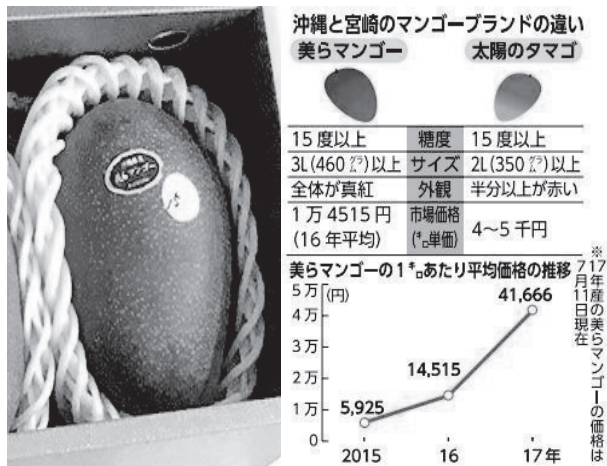 沖縄と宮崎のマンゴーブランドの違い
美らマンゴー
太陽のタマゴ
15度以上
糖度
15度以上
3L(460㌘)以上
サイズ
2L(350㌘)以上
全体が真紅
外観
半分以上が赤い
1万4515円
(16年平均)
市場価格
(㌔単価)
4～5千円
美らマンゴーの1㌔あたり平均価格の推移
※17年産の美らマンゴーの価格は
7月11日現在
5万
(円)
4万
3万
2万
1万
0
5,925
14,515
41,666
2015
16
17年
15